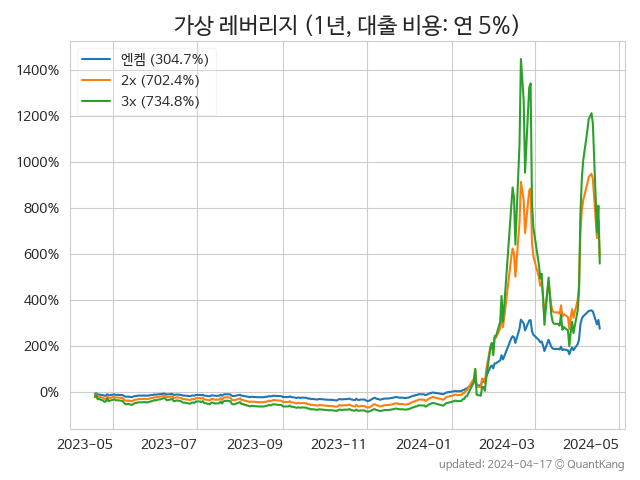 가상 레버리지 (1년, 대출 비용: 연 5%)
엔켐 (304.7%)
2x (702.4%)
3x (734.8%)
1400%
1200%
1000%
800%
600%
400%
200%
0%
2023-05 2023-07 2023-09 2023-11 2024-01 2024-03 2024-05
updated: 2024-04-17 © QuantKang